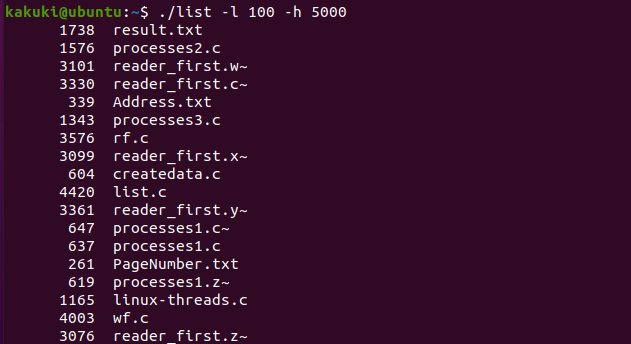 kakuki@ubuntu:~$ ./list -l 100 -h 5000
1738 result.txt
1576 processes2.c
3101 reader_first.w~
3330 reader_first.c~
339 Address.txt
1343 processes3.c
3576 rf.c
3099 reader_first.x~
604 createdata.c
4420 list.c
3361 reader_first.y~
647 processes1.c~
637 processes1.c
261 PageNumber.txt
619 processes1.z~
1165 linux-threads.c
4003 wf.c
3076 reader_first.z~